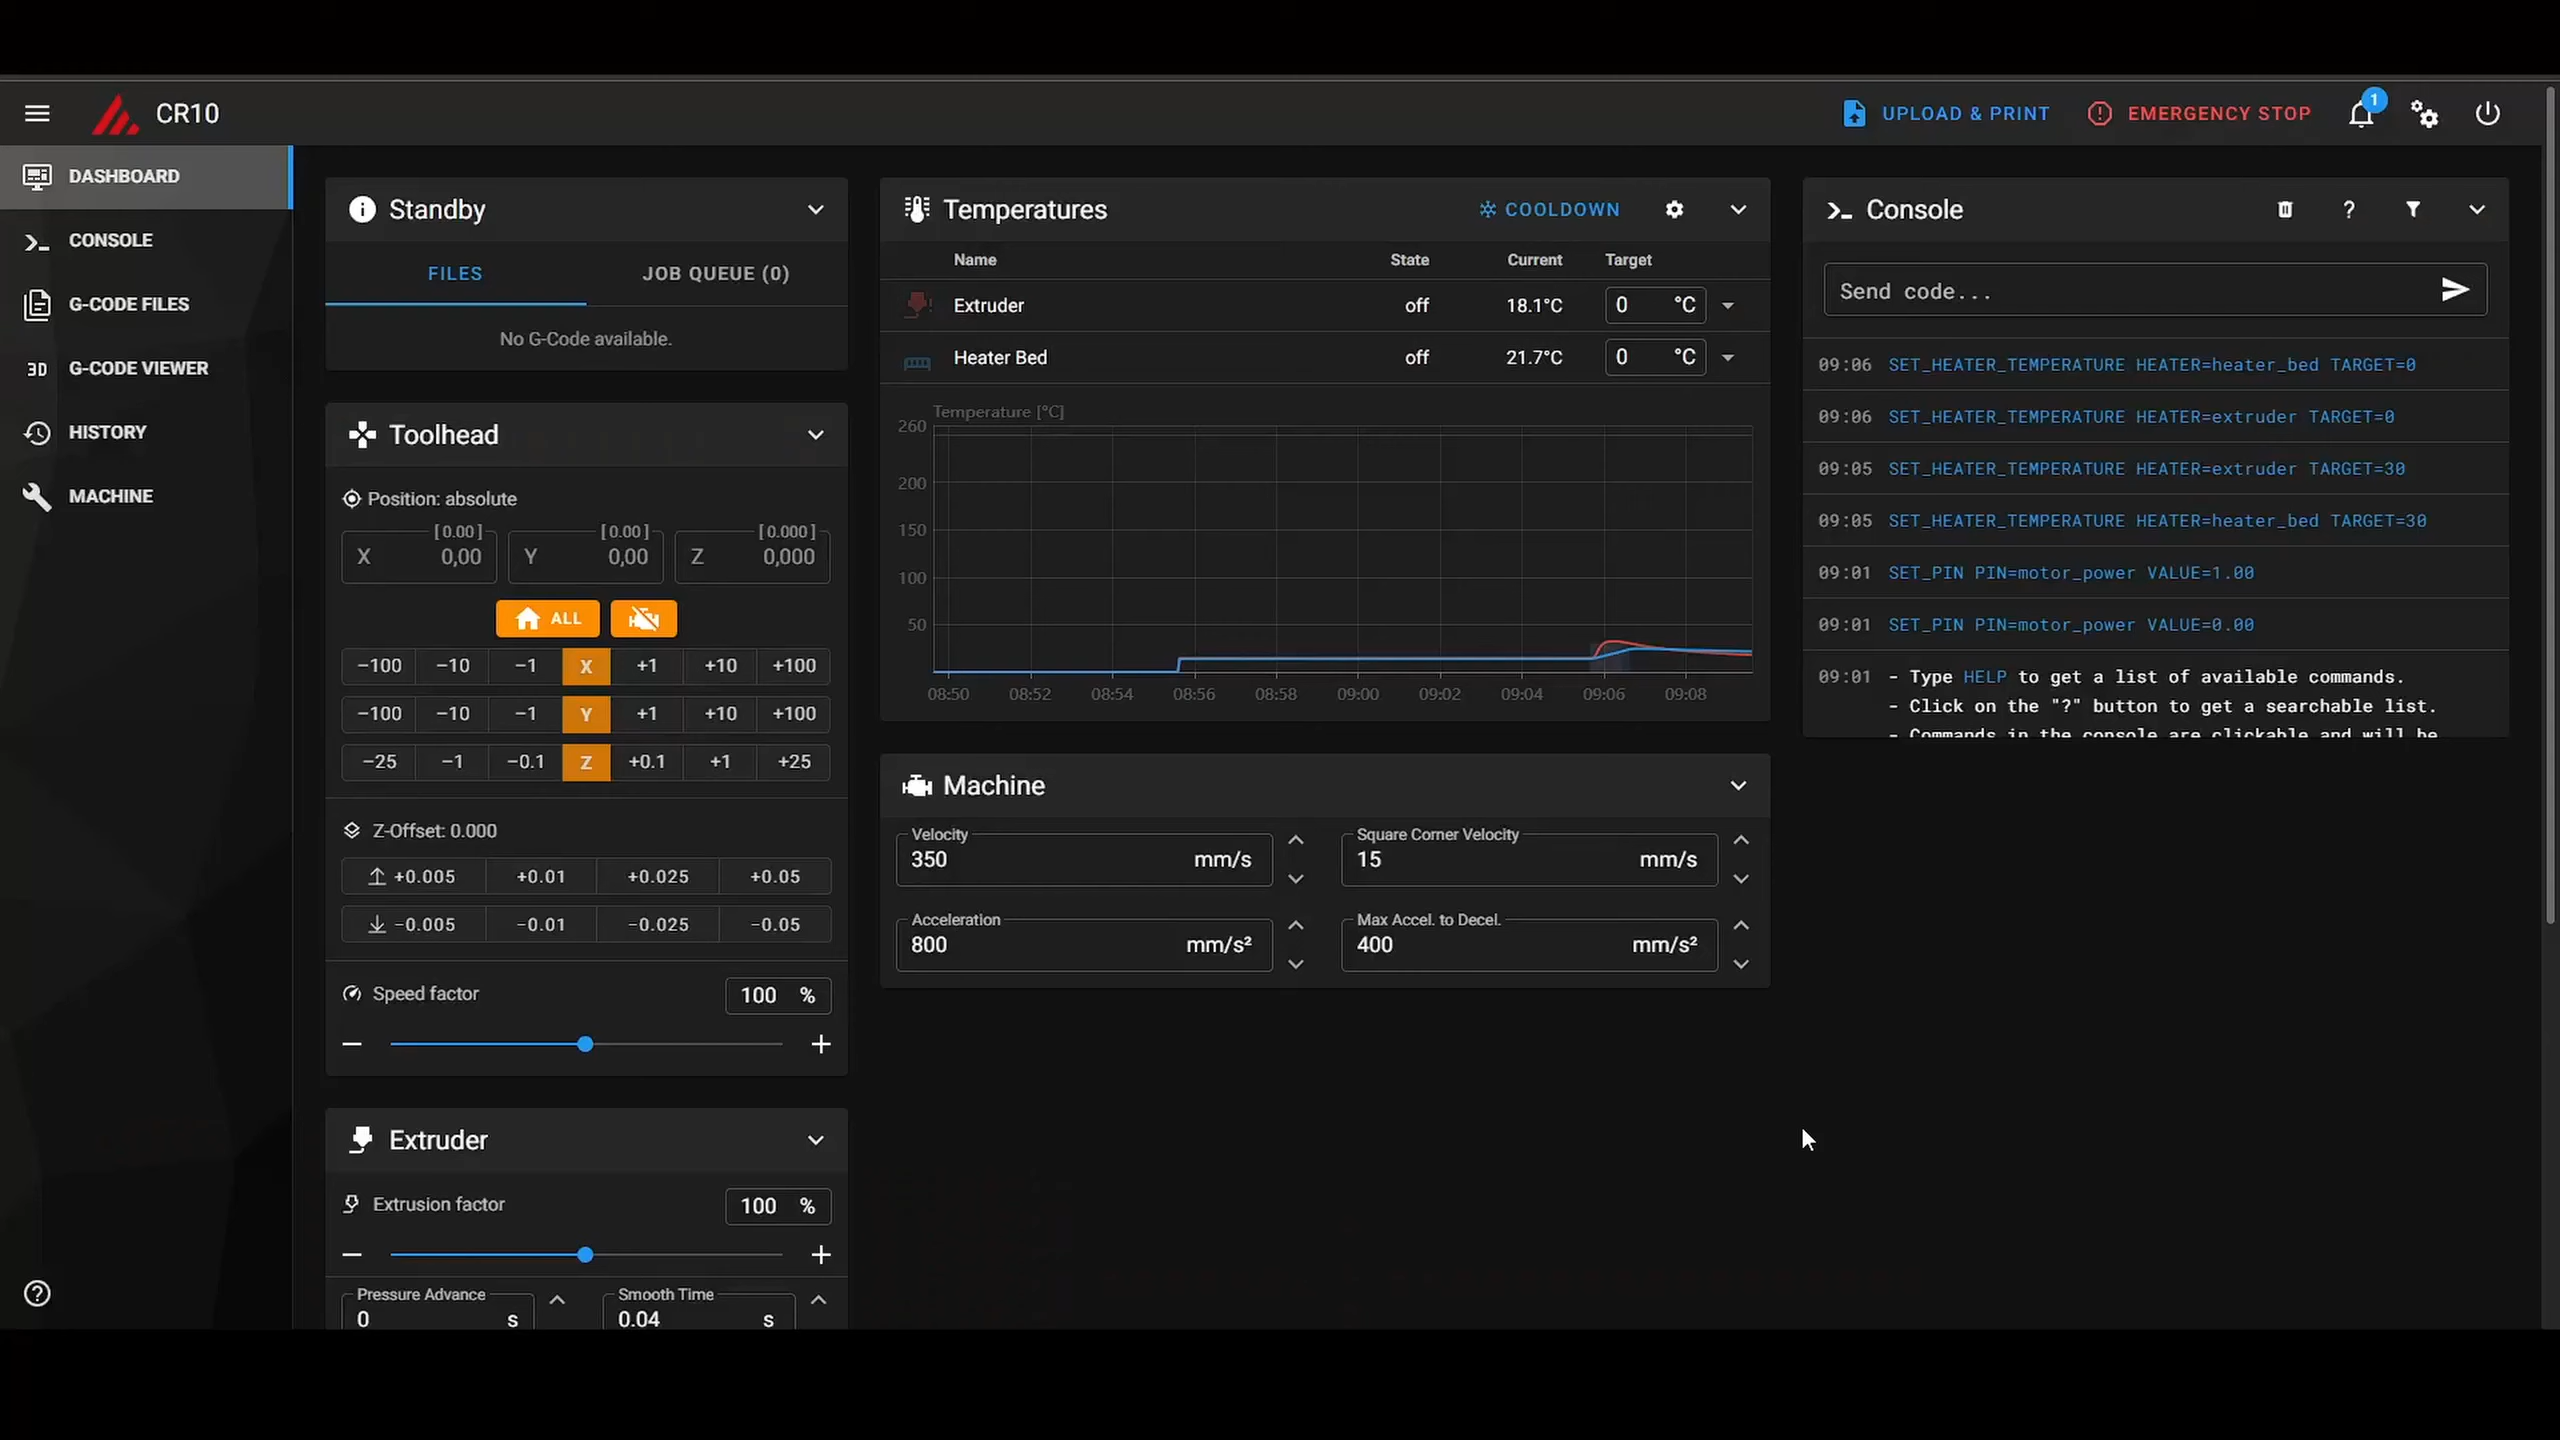 CR10
UPLOAD & PRINT
EMERGENCY STOP
1
DASHBOARD
CONSOLE
G-CODE FILES
3D G-CODE VIEWER
HISTORY
MACHINE
Standby
FILES JOB QUEUE (0)
No G-Code available.
Toolhead
Position: absolute
[ 0.00 ] [ 0.00 ] [ 0.000 ]
X 0,00 Y 0,00 Z 0,000
ALL
−100 −10 −1 X +1 +10 +100
−100 −10 −1 Y +1 +10 +100
−25 −1 −0.1 Z +0.1 +1 +25
Z-Offset: 0.000
+0.005 +0.01 +0.025 +0.05
−0.005 −0.01 −0.025 −0.05
Speed factor 100 %
Extruder
Extrusion factor 100 %
Pressure Advance Smooth Time
0 s 0.04 s
Temperatures COOLDOWN
Name State Current Target
Extruder off 18.1°C 0 °C
Heater Bed off 21.7°C 0 °C
Temperature [°C]
260
200
150
100
50
08:50 08:52 08:54 08:56 08:58 09:00 09:02 09:04 09:06 09:08
Machine
Velocity Square Corner Velocity
350 mm/s 15 mm/s
Acceleration Max Accel. to Decel.
800 mm/s² 400 mm/s²
Console ?
Send code...
09:06 SET_HEATER_TEMPERATURE HEATER=heater_bed TARGET=0
09:06 SET_HEATER_TEMPERATURE HEATER=extruder TARGET=0
09:05 SET_HEATER_TEMPERATURE HEATER=extruder TARGET=30
09:05 SET_HEATER_TEMPERATURE HEATER=heater_bed TARGET=30
09:01 SET_PIN PIN=motor_power VALUE=1.00
09:01 SET_PIN PIN=motor_power VALUE=0.00
09:01 - Type HELP to get a list of available commands.
- Click on the "?" button to get a searchable list.
- Commands in the console are clickable and will be